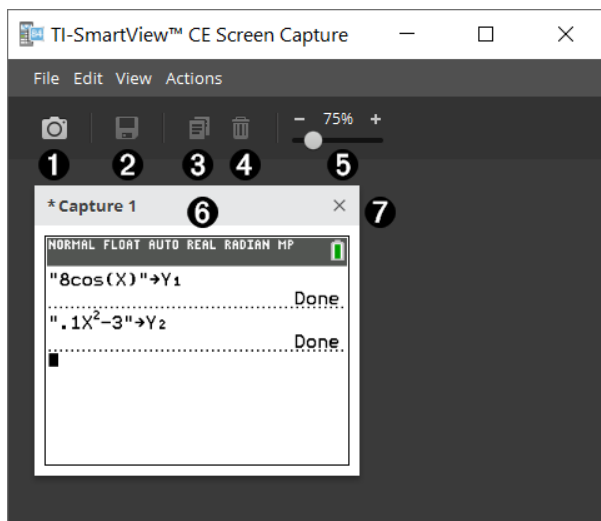 TI-SmartView™ CE Screen Capture
File Edit View Actions
− 75% +
1 2 3 4 5
*Capture 1 6 × 7
NORMAL FLOAT AUTO REAL RADIAN MP
"8cos(X)"→Y₁
Done
".1X²−3"→Y₂
Done